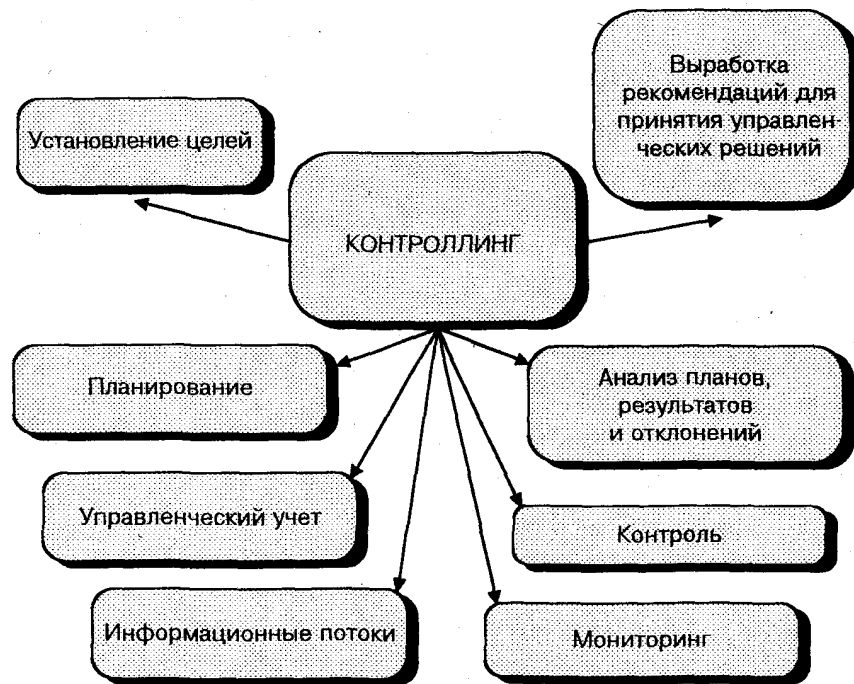 Установление целей
Выработка
рекомендаций для
принятия управлен-
ческих решений
КОНТРОЛЛИНГ
Планирование
Анализ планов,
результатов
и отклонений
Управленческий учет
Контроль
Информационные потоки
Мониторинг